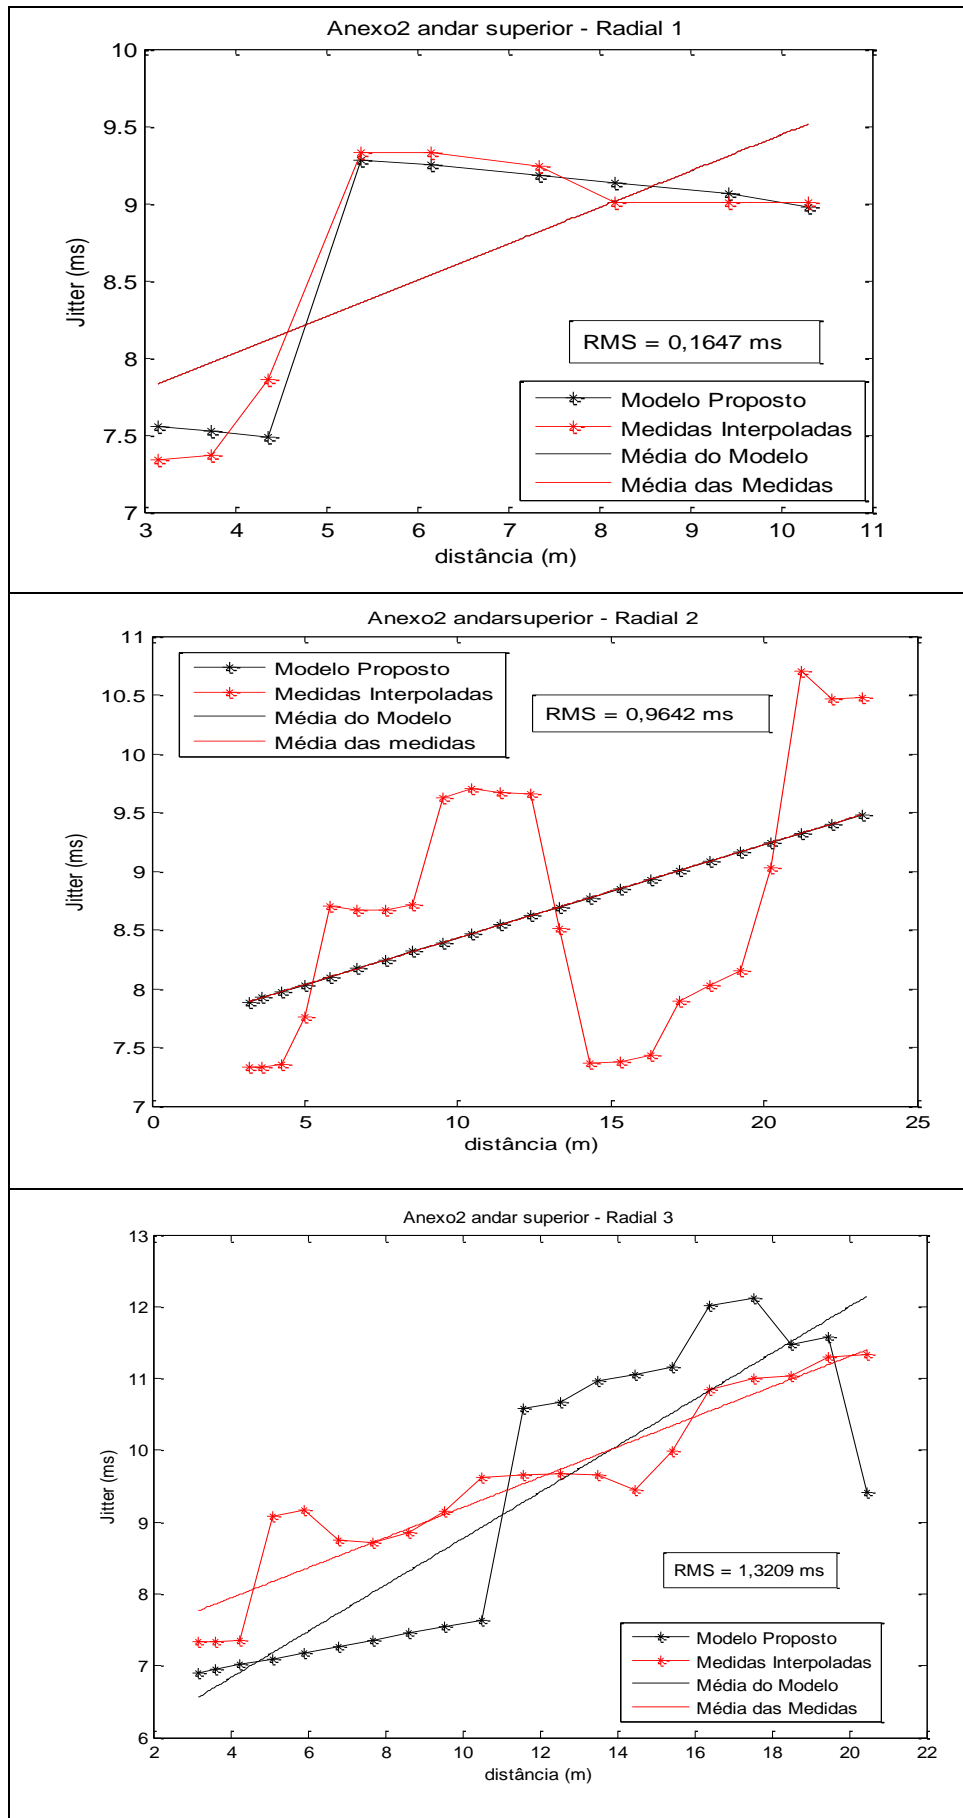 Anexo2 andar superior - Radial 1
10
9.5
9
8.5
8
7.5
7
Jitter (ms)
RMS = 0,1647 ms
Modelo Proposto
Medidas Interpoladas
Média do Modelo
Média das Medidas
3 4 5 6 7 8 9 10 11
distância (m)
Anexo2 andarsuperior - Radial 2
11
10.5
10
9.5
9
8.5
8
7.5
7
Jitter (ms)
Modelo Proposto
Medidas Interpoladas
Média do Modelo
Média das medidas
RMS = 0,9642 ms
0 5 10 15 20 25
distância (m)
Anexo2 andar superior - Radial 3
13
12
11
10
9
8
7
6
Jitter (ms)
RMS = 1,3209 ms
Modelo Proposto
Medidas Interpoladas
Média do Modelo
Média das Medidas
2 4 6 8 10 12 14 16 18 20 22
distância (m)